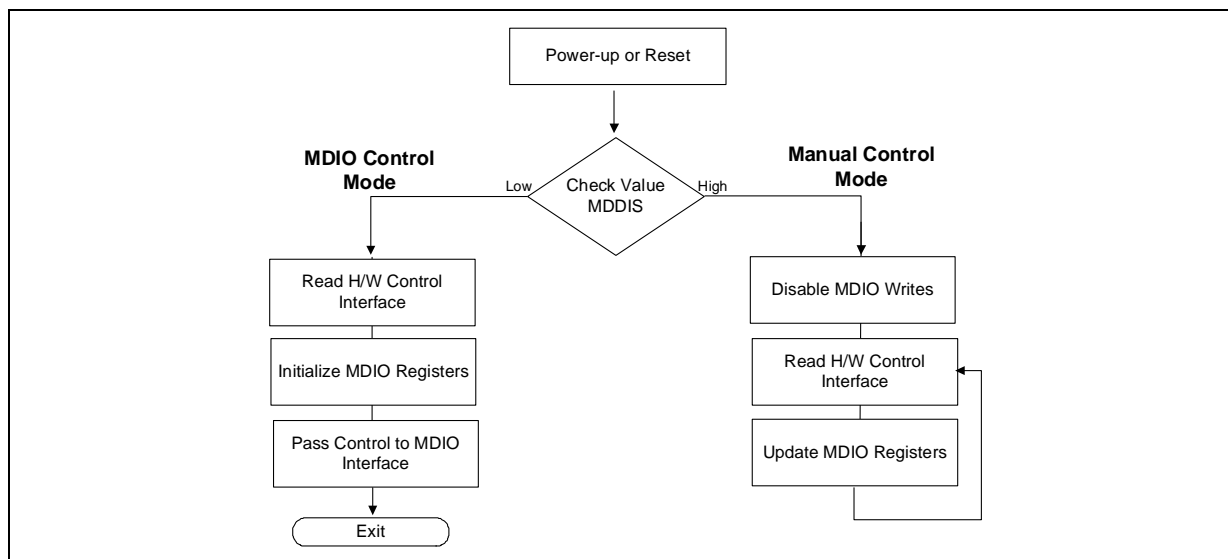 Power-up or Reset
MDIO Control
Mode
Manual Control
Mode
Low
Check Value
MDDIS
High
Read H/W Control
Interface
Initialize MDIO Registers
Pass Control to MDIO
Interface
Exit
Disable MDIO Writes
Read H/W Control
Interface
Update MDIO Registers